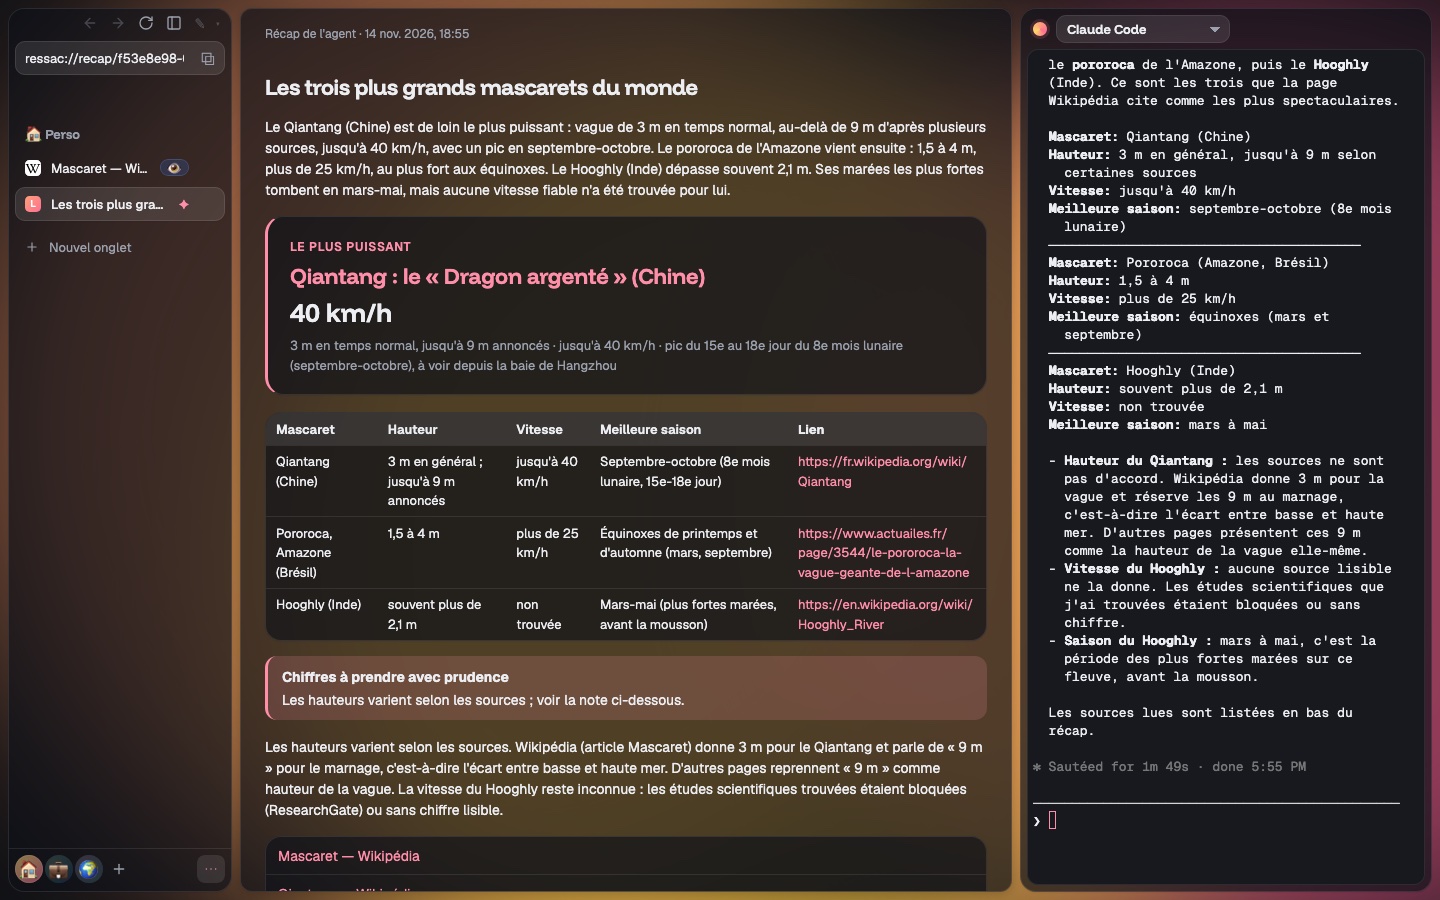 ressac://recap/f53e8e98-
Perso
W Mascaret — Wi...
L Les trois plus gra...
Nouvel onglet
Récap de l'agent · 14 nov. 2026, 18:55
Les trois plus grands mascarets du monde
Le Qiantang (Chine) est de loin le plus puissant : vague de 3 m en temps normal, au-delà de 9 m d'après plusieurs
sources, jusqu'à 40 km/h, avec un pic en septembre-octobre. Le pororoca de l'Amazone vient ensuite : 1,5 à 4 m,
plus de 25 km/h, au plus fort aux équinoxes. Le Hooghly (Inde) dépasse souvent 2,1 m. Ses marées les plus fortes
tombent en mars-mai, mais aucune vitesse fiable n'a été trouvée pour lui.
LE PLUS PUISSANT
Qiantang : le « Dragon argenté » (Chine)
40 km/h
3 m en temps normal, jusqu'à 9 m annoncés · jusqu'à 40 km/h · pic du 15e au 18e jour du 8e mois lunaire
(septembre-octobre), à voir depuis la baie de Hangzhou
Mascaret Hauteur Vitesse Meilleure saison Lien
Qiantang (Chine) 3 m en général ; jusqu'à 9 m annoncés jusqu'à 40 km/h Septembre-octobre (8e mois lunaire, 15e-18e jour) https://fr.wikipedia.org/wiki/Qiantang
Pororoca, Amazone (Brésil) 1,5 à 4 m plus de 25 km/h Équinoxes de printemps et d'automne (mars, septembre) https://www.actuailes.fr/page/3544/le-pororoca-la-vague-geante-de-l-amazone
Hooghly (Inde) souvent plus de 2,1 m non trouvée Mars-mai (plus fortes marées, avant la mousson) https://en.wikipedia.org/wiki/Hooghly_River
Chiffres à prendre avec prudence
Les hauteurs varient selon les sources ; voir la note ci-dessous.
Les hauteurs varient selon les sources. Wikipédia (article Mascaret) donne 3 m pour le Qiantang et parle de « 9 m
» pour le marnage, c'est-à-dire l'écart entre basse et haute mer. D'autres pages reprennent « 9 m » comme
hauteur de la vague. La vitesse du Hooghly reste inconnue : les études scientifiques trouvées étaient bloquées
(ResearchGate) ou sans chiffre lisible.
Mascaret — Wikipédia
Claude Code
le pororoca de l'Amazone, puis le Hooghly
(Inde). Ce sont les trois que la page
Wikipédia cite comme les plus spectaculaires.
Mascaret: Qiantang (Chine)
Hauteur: 3 m en général, jusqu'à 9 m selon
certaines sources
Vitesse: jusqu'à 40 km/h
Meilleure saison: septembre-octobre (8e mois
lunaire)
Mascaret: Pororoca (Amazone, Brésil)
Hauteur: 1,5 à 4 m
Vitesse: plus de 25 km/h
Meilleure saison: équinoxes (mars et
septembre)
Mascaret: Hooghly (Inde)
Hauteur: souvent plus de 2,1 m
Vitesse: non trouvée
Meilleure saison: mars à mai
- Hauteur du Qiantang : les sources ne sont
pas d'accord. Wikipédia donne 3 m pour la
vague et réserve les 9 m au marnage,
c'est-à-dire l'écart entre basse et haute
mer. D'autres pages présentent ces 9 m
comme la hauteur de la vague elle-même.
- Vitesse du Hooghly : aucune source lisible
ne la donne. Les études scientifiques que
j'ai trouvées étaient bloquées ou sans
chiffre.
- Saison du Hooghly : mars à mai, c'est la
période des plus fortes marées sur ce
fleuve, avant la mousson.
Les sources lues sont listées en bas du
récap.
✻ Sautéed for 1m 49s · done 5:55 PM
❯